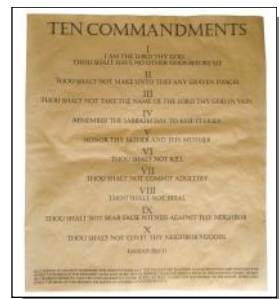 TEN COMMANDMENTS
I
I AM THE LORD THY GOD,
THOU SHALT HAVE NO OTHER GODS BEFORE ME
II
THOU SHALT NOT MAKE UNTO THEE ANY GRAVEN IMAGES
III
THOU SHALT NOT TAKE THE NAME OF THE LORD THY GOD IN VAIN
IV
REMEMBER THE SABBATH DAY, TO KEEP IT HOLY
V
HONOR THY FATHER AND THY MOTHER
VI
THOU SHALT NOT KILL
VII
THOU SHALT NOT COMMIT ADULTERY
VIII
THOU SHALT NOT STEAL
IX
THOU SHALT NOT BEAR FALSE WITNESS AGAINST THY NEIGHBOR
X
THOU SHALT NOT COVET THY NEIGHBORS GOODS